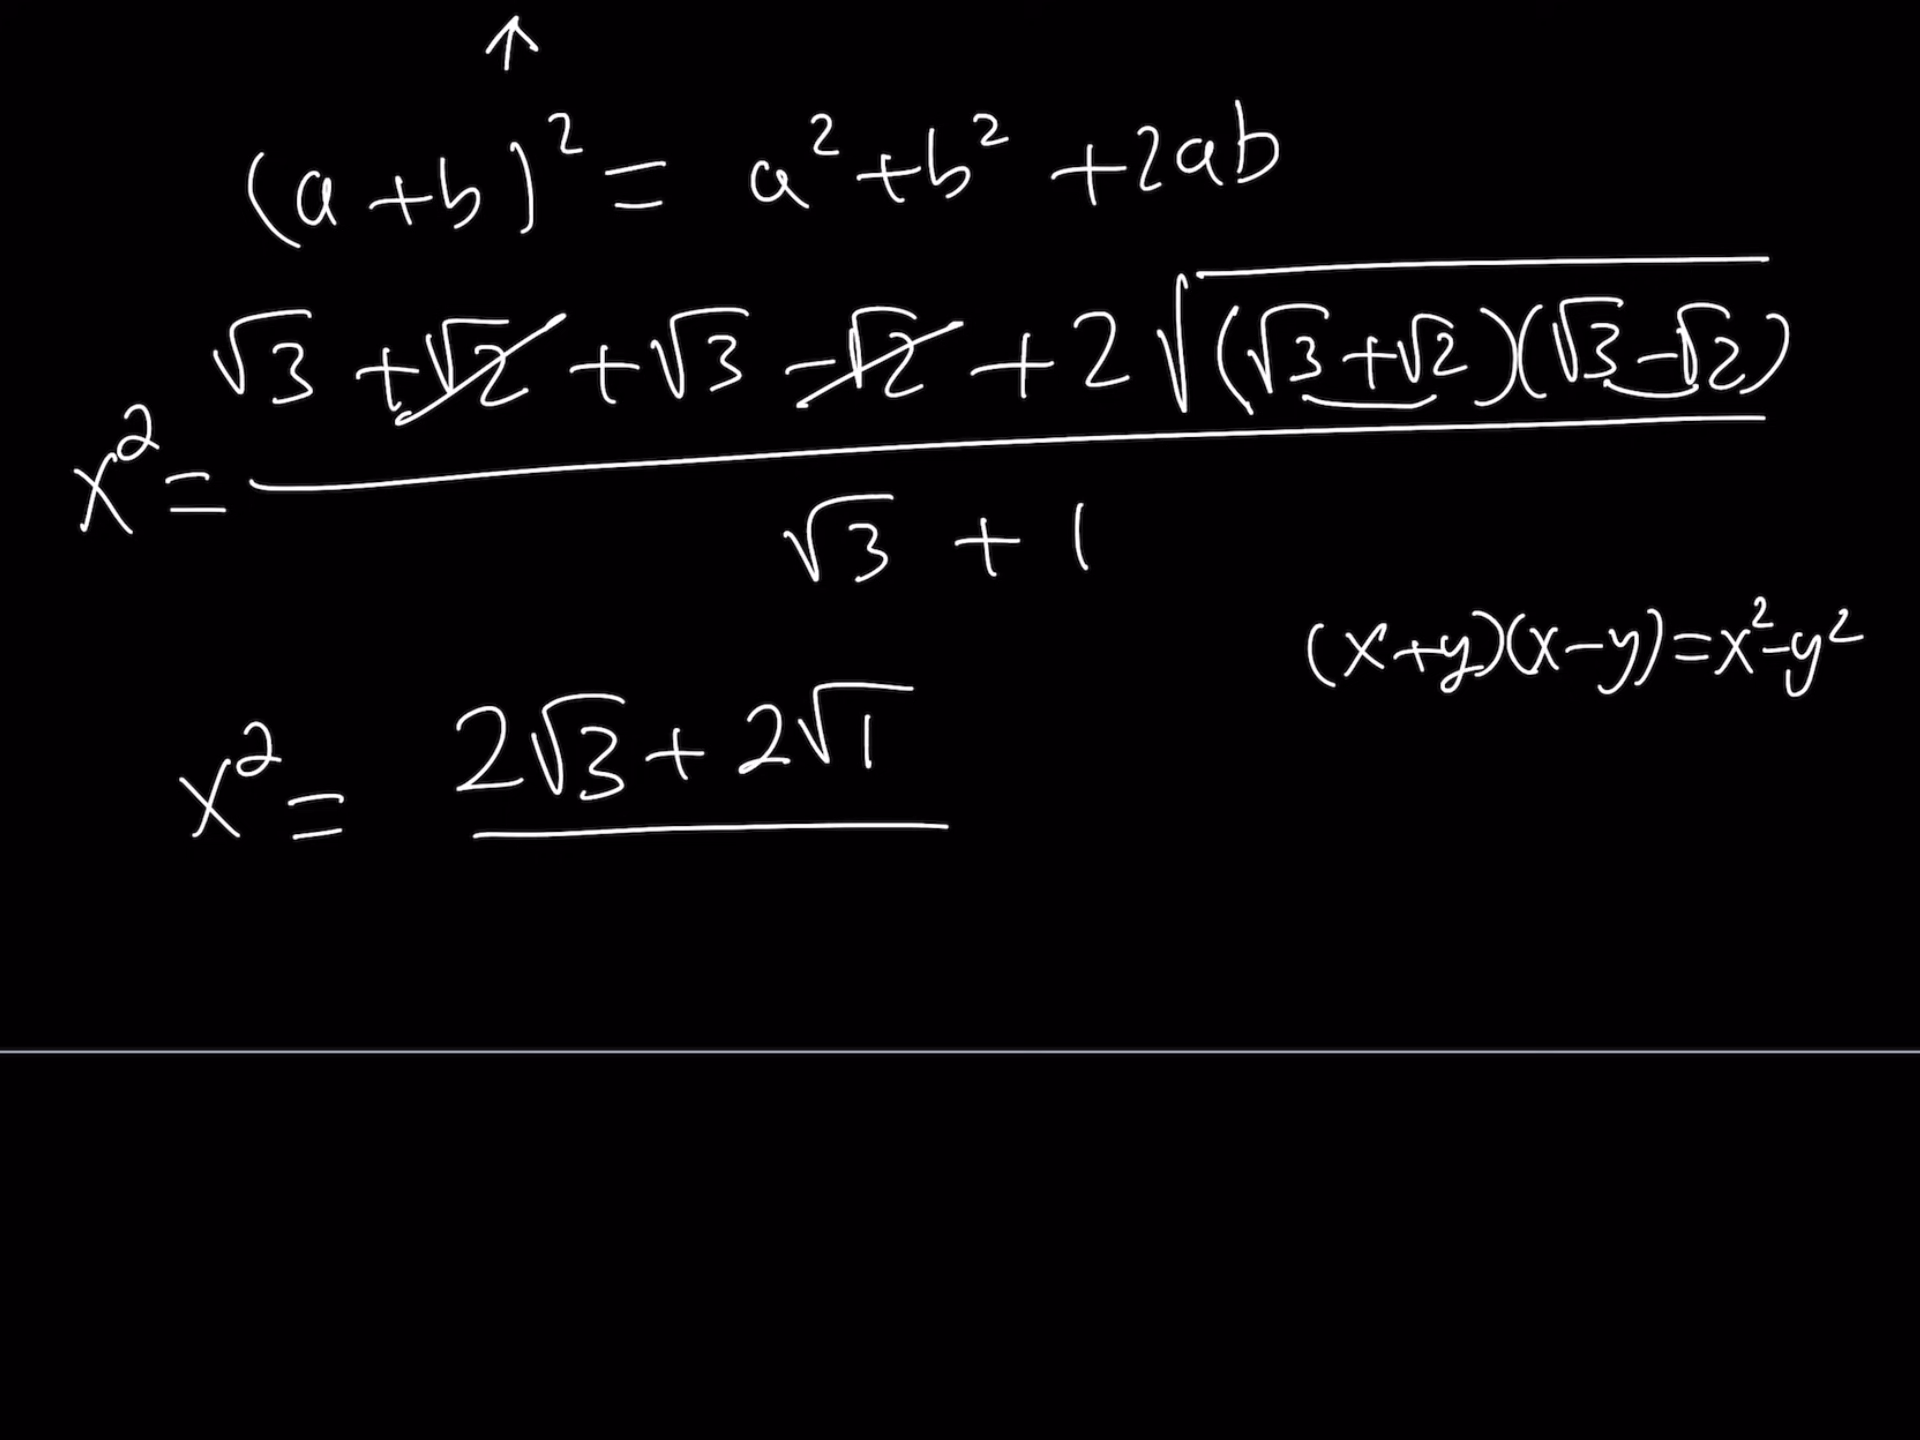 ↑
(a+b)² = a² + b² + 2ab
x² = (√3 + √2 + √3 − √2 + 2√((√3+√2)(√3−√2))) / (√3 + 1)
(x+y)(x−y)=x²−y²
x² = 2√3 + 2√1